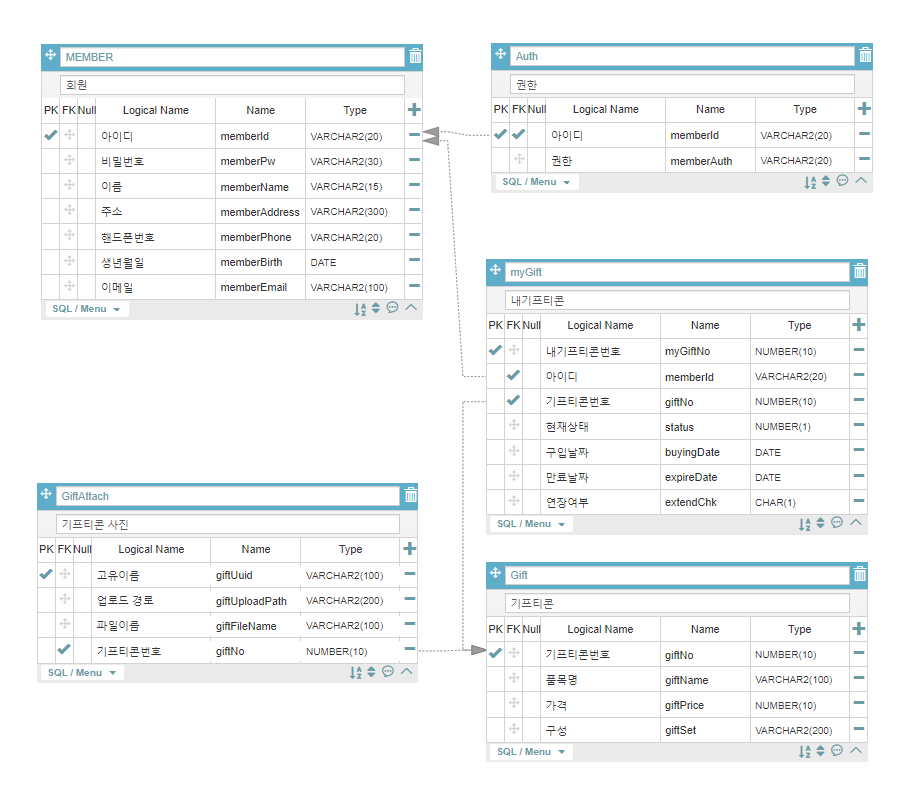 MEMBER
회원
PK FK Null Logical Name Name Type
아이디 memberId VARCHAR2(20)
비밀번호 memberPw VARCHAR2(30)
이름 memberName VARCHAR2(15)
주소 memberAddress VARCHAR2(300)
핸드폰번호 memberPhone VARCHAR2(20)
생년월일 memberBirth DATE
이메일 memberEmail VARCHAR2(100)
SQL / Menu
Auth
권한
PK FK Null Logical Name Name Type
아이디 memberId VARCHAR2(20)
권한 memberAuth VARCHAR2(20)
SQL / Menu
myGift
내기프티콘
PK FK Null Logical Name Name Type
내기프티콘번호 myGiftNo NUMBER(10)
아이디 memberId VARCHAR2(20)
기프티콘번호 giftNo NUMBER(10)
현재상태 status NUMBER(1)
구입날짜 buyingDate DATE
만료날짜 expireDate DATE
연장여부 extendChk CHAR(1)
SQL / Menu
GiftAttach
기프티콘 사진
PK FK Null Logical Name Name Type
고유이름 giftUuid VARCHAR2(100)
업로드 경로 giftUploadPath VARCHAR2(200)
파일이름 giftFileName VARCHAR2(100)
기프티콘번호 giftNo NUMBER(10)
SQL / Menu
Gift
기프티콘
PK FK Null Logical Name Name Type
기프티콘번호 giftNo NUMBER(10)
품목명 giftName VARCHAR2(100)
가격 giftPrice NUMBER(10)
구성 giftSet VARCHAR2(200)
SQL / Menu